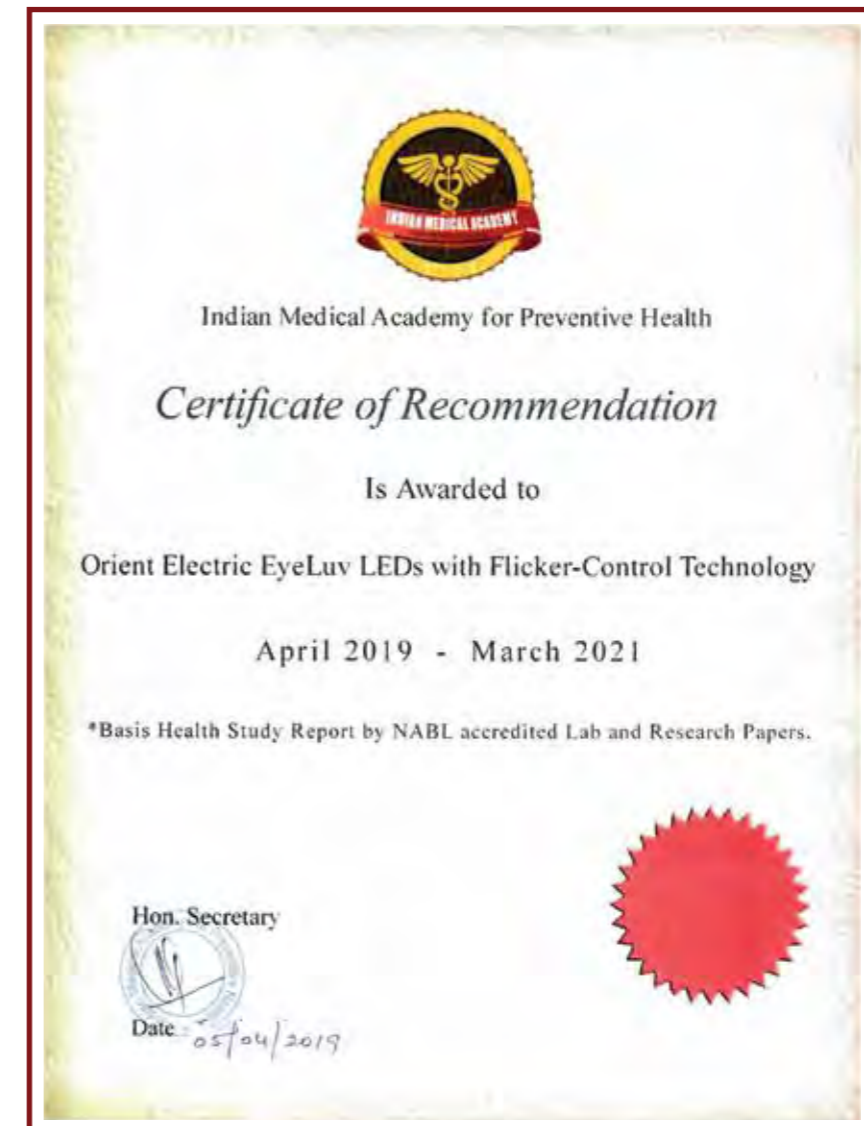 INDIAN MEDICAL ACADEMY
Indian Medical Academy for Preventive Health
Certificate of Recommendation
Is Awarded to
Orient Electric EyeLuv LEDs with Flicker-Control Technology
April 2019 - March 2021
*Basis Health Study Report by NABL accredited Lab and Research Papers.
Hon. Secretary
Date : 05/04/2019